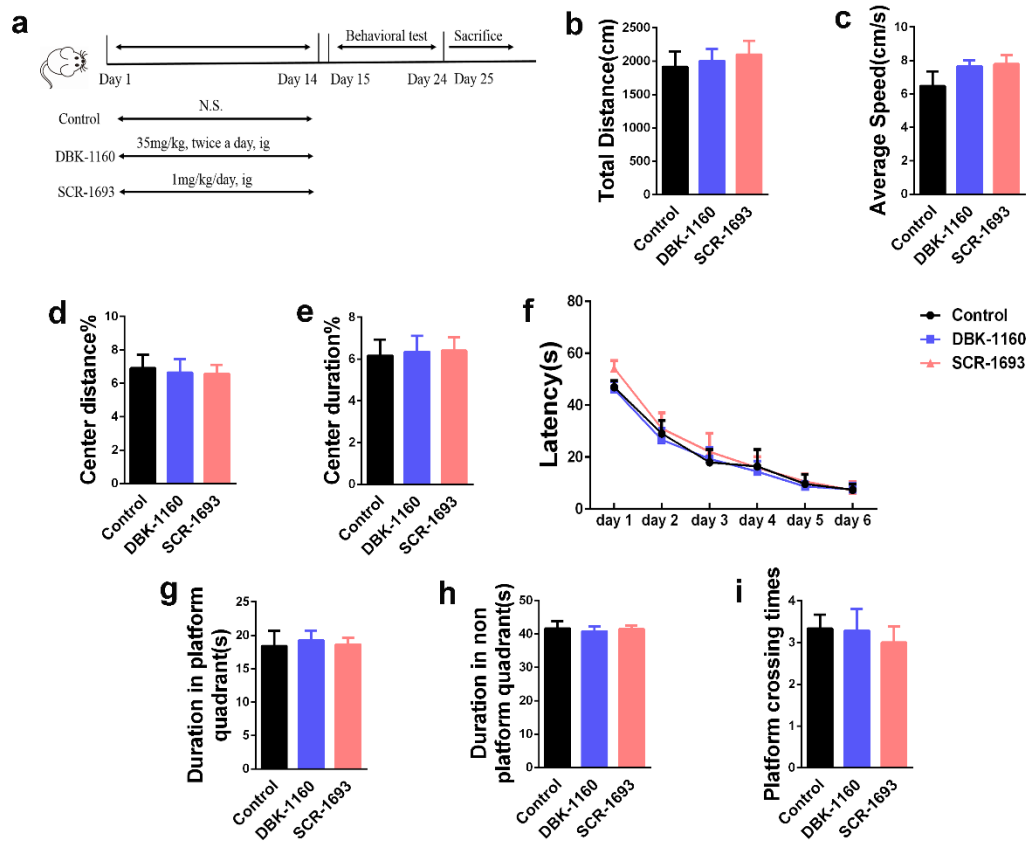 a
Behavioral test
Sacrifice
Day 1
Day 14
Day 15
Day 24
Day 25
N.S.
Control
35mg/kg, twice a day, ig
DBK-1160
1mg/kg/day, ig
SCR-1693
b
Total Distance(cm)
2500
2000
1500
1000
500
0
Control
DBK-1160
SCR-1693
c
Average Speed(cm/s)
10
8
6
4
2
0
Control
DBK-1160
SCR-1693
d
Center distance%
10
8
6
4
2
0
Control
DBK-1160
SCR-1693
e
Center duration%
8
6
4
2
0
Control
DBK-1160
SCR-1693
f
Latency(s)
80
60
40
20
0
day 1
day 2
day 3
day 4
day 5
day 6
Control
DBK-1160
SCR-1693
g
Duration in platform
quadrant(s)
25
20
15
10
5
0
Control
DBK-1160
SCR-1693
h
Duration in non
platform quadrant(s)
50
40
30
20
10
0
Control
DBK-1160
SCR-1693
i
Platform crossing times
4
3
2
1
0
Control
DBK-1160
SCR-1693